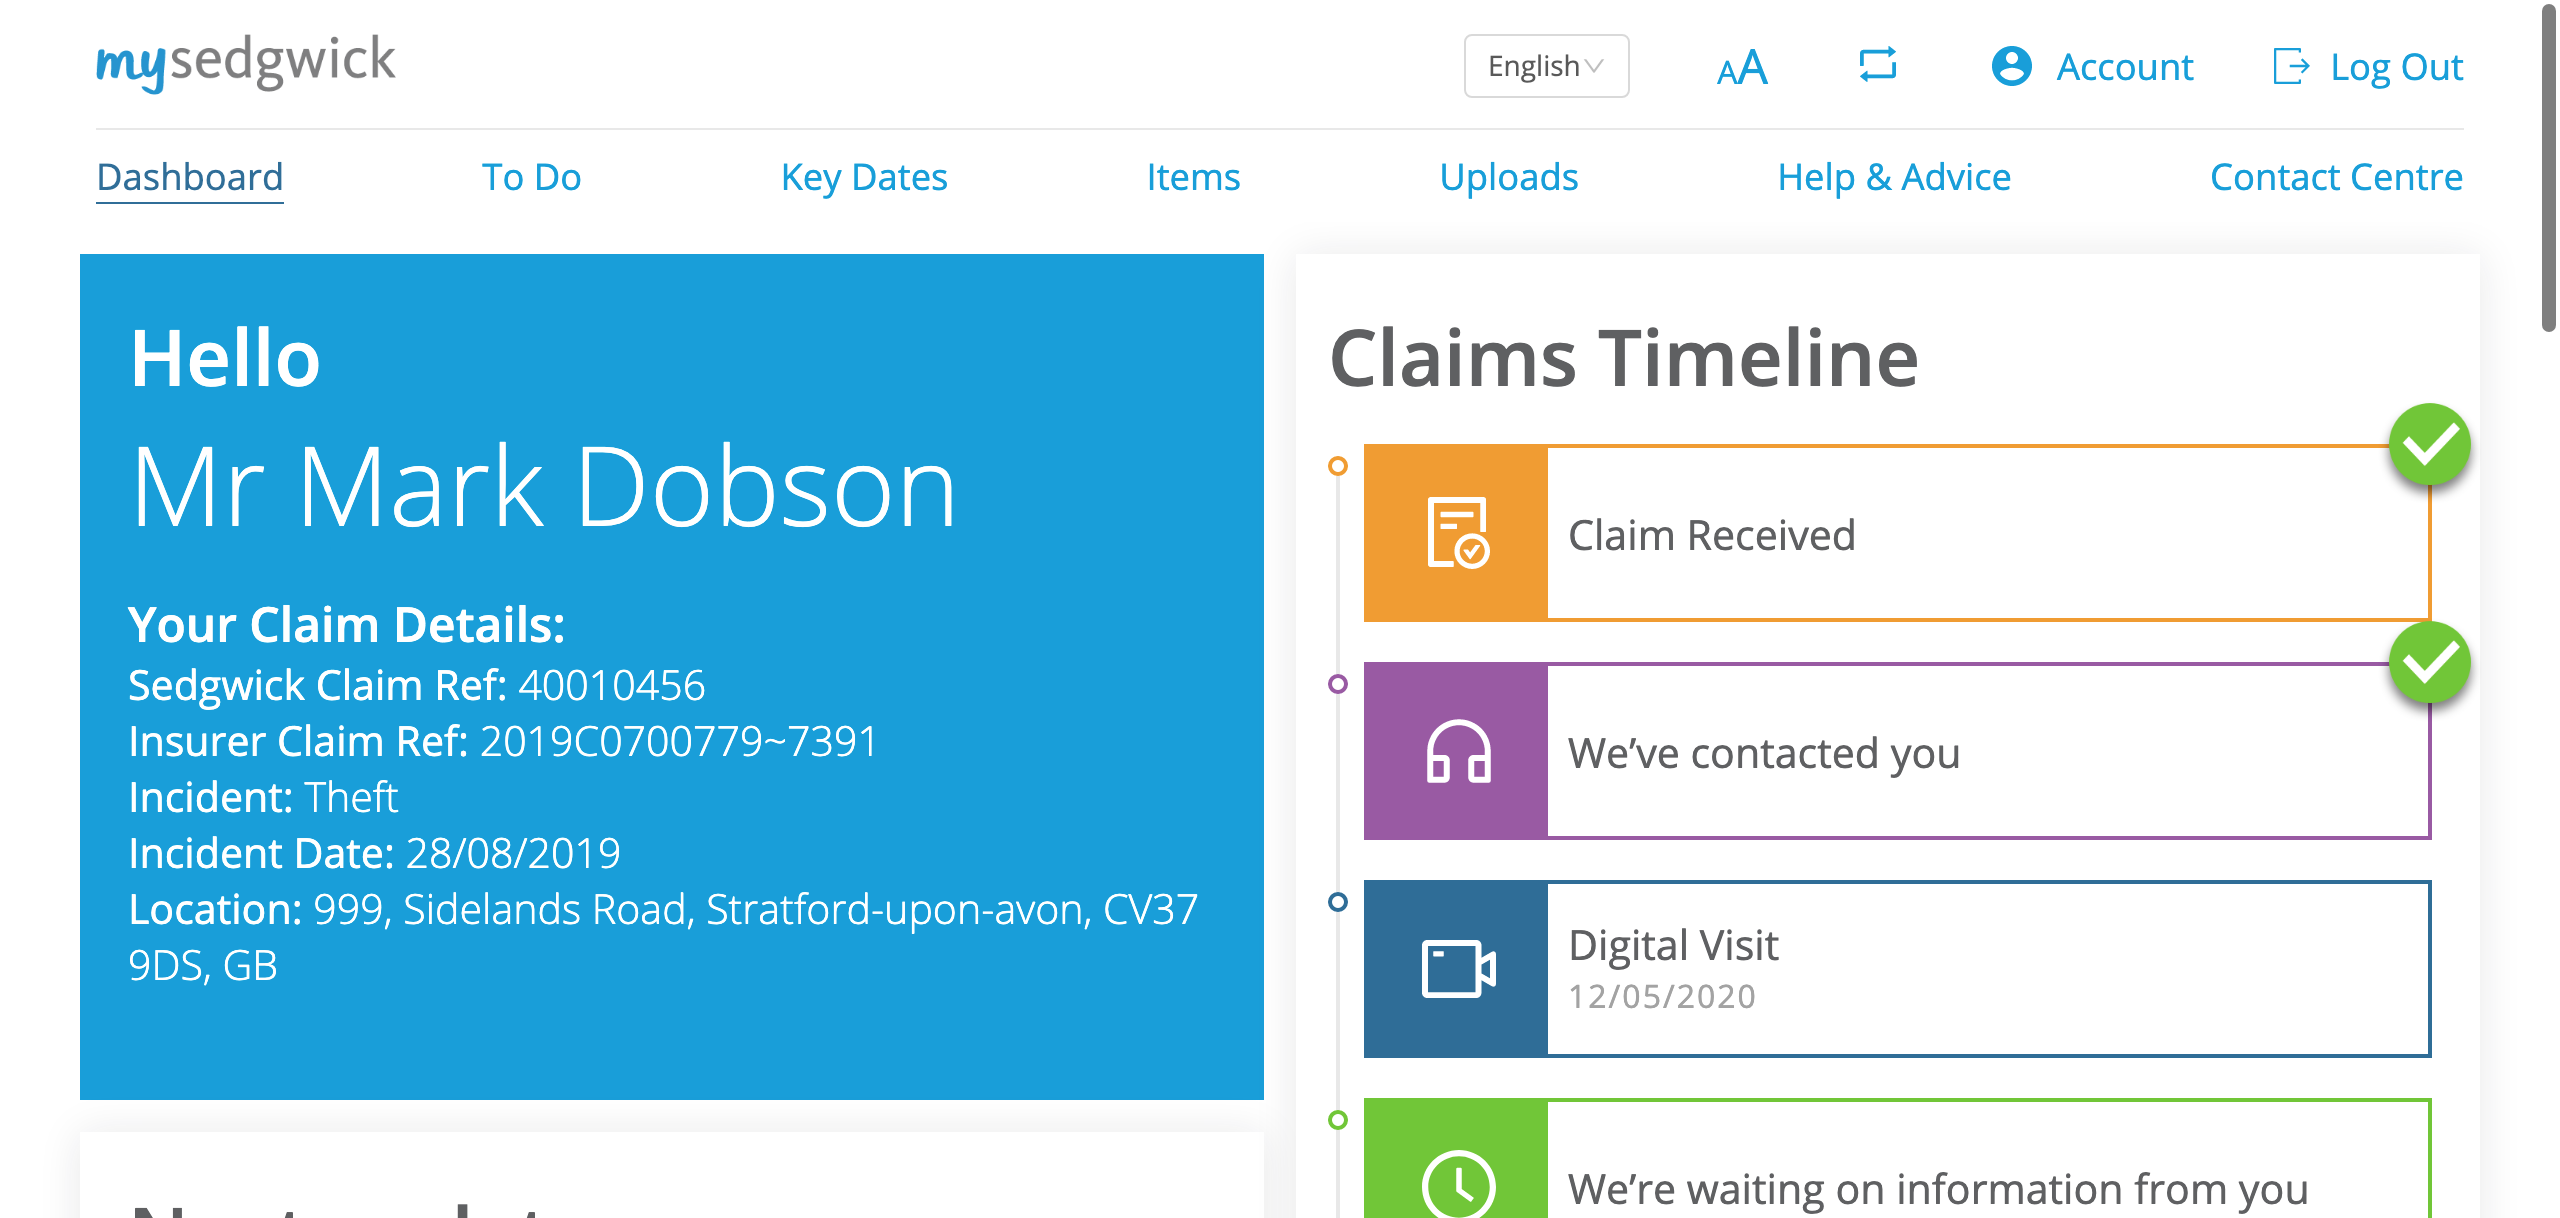 mysedgwick
English
AA
Account
Log Out
Dashboard
To Do
Key Dates
Items
Uploads
Help & Advice
Contact Centre
Hello
Mr Mark Dobson
Your Claim Details:
Sedgwick Claim Ref: 40010456
Insurer Claim Ref: 2019C0700779~7391
Incident: Theft
Incident Date: 28/08/2019
Location: 999, Sidelands Road, Stratford-upon-avon, CV37
9DS, GB
Claims Timeline
Claim Received
We’ve contacted you
Digital Visit
12/05/2020
We’re waiting on information from you